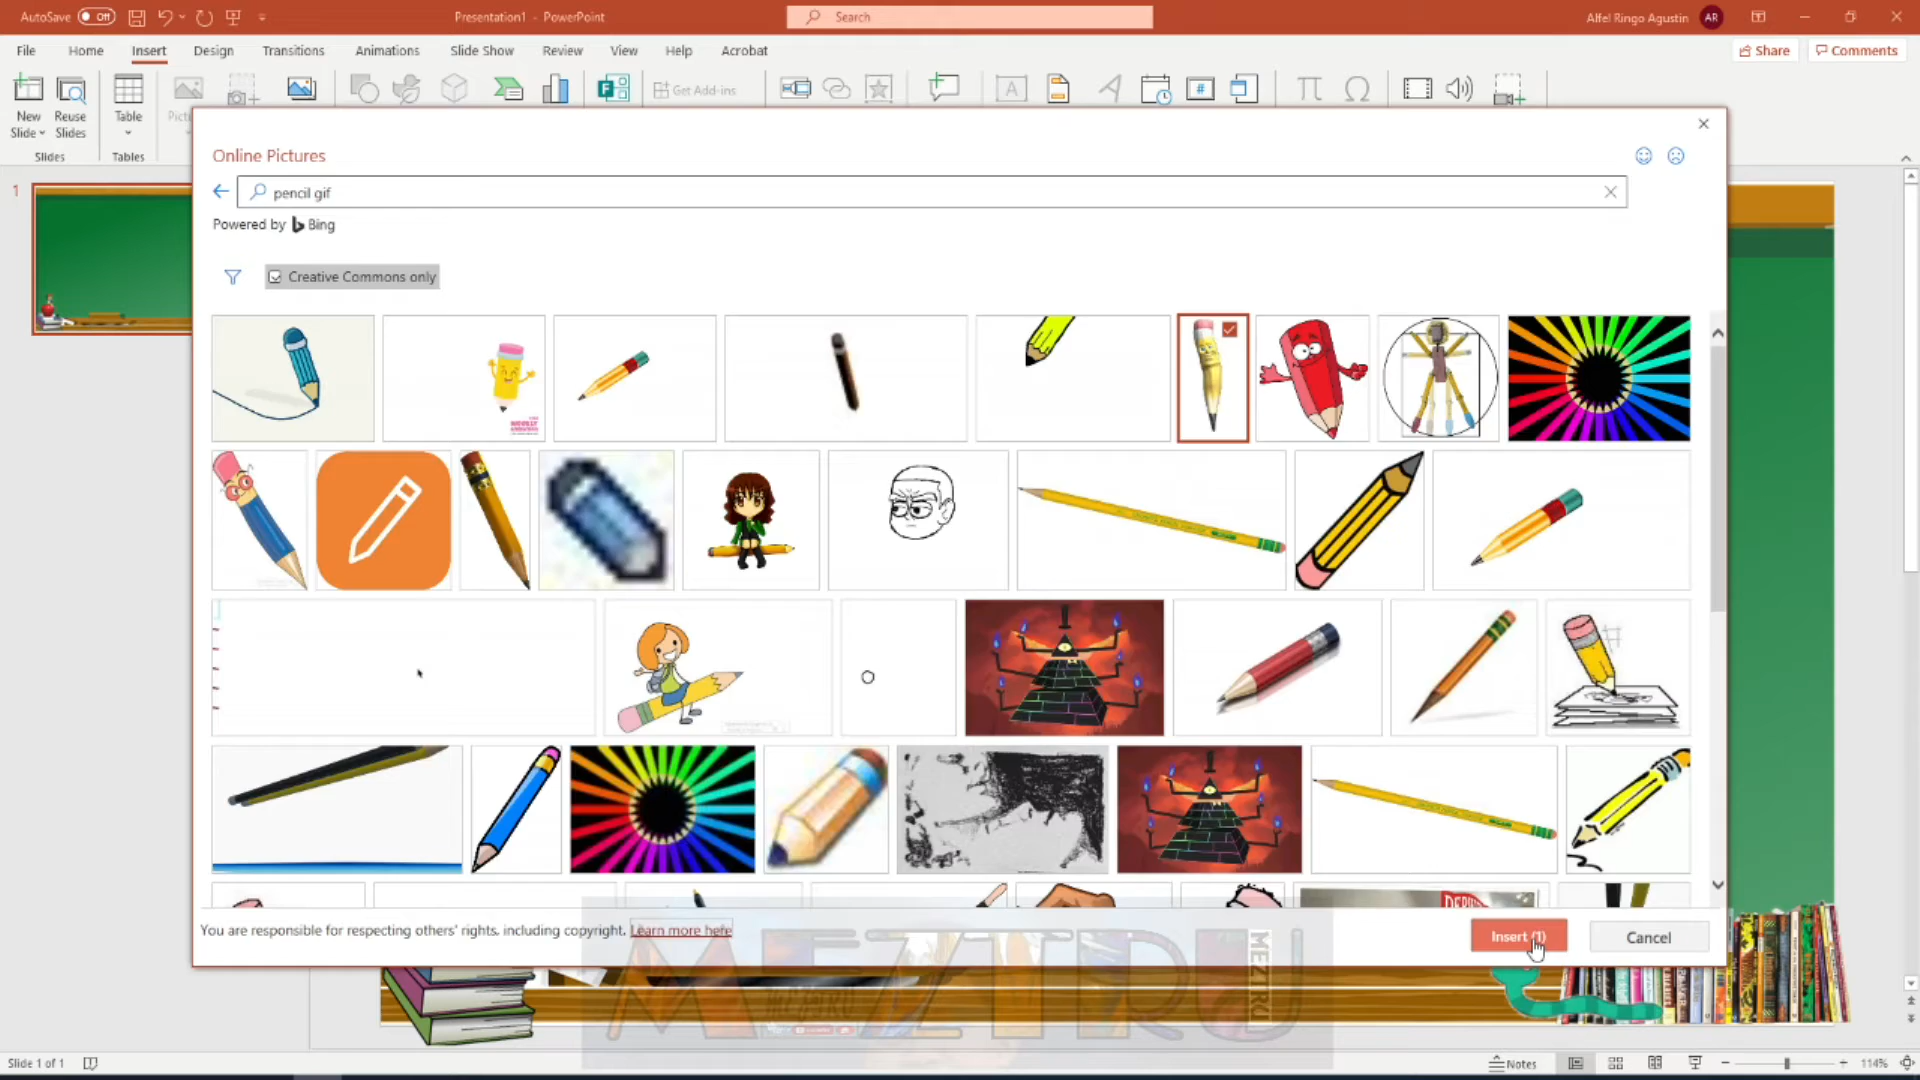 AutoSave Off
Presentation1 - PowerPoint
Search
Alfel Ringo Agustin AR
File Home Insert Design Transitions Animations Slide Show Review View Help Acrobat
Share Comments
New Slide
Reuse Slides
Table
Get Add-ins
Slides
Tables
Online Pictures
pencil gif
Powered by Bing
Creative Commons only
1
You are responsible for respecting others' rights, including copyright. Learn more here
Insert (1)
Cancel
MEZTRU
Slide 1 of 1
Notes
114%